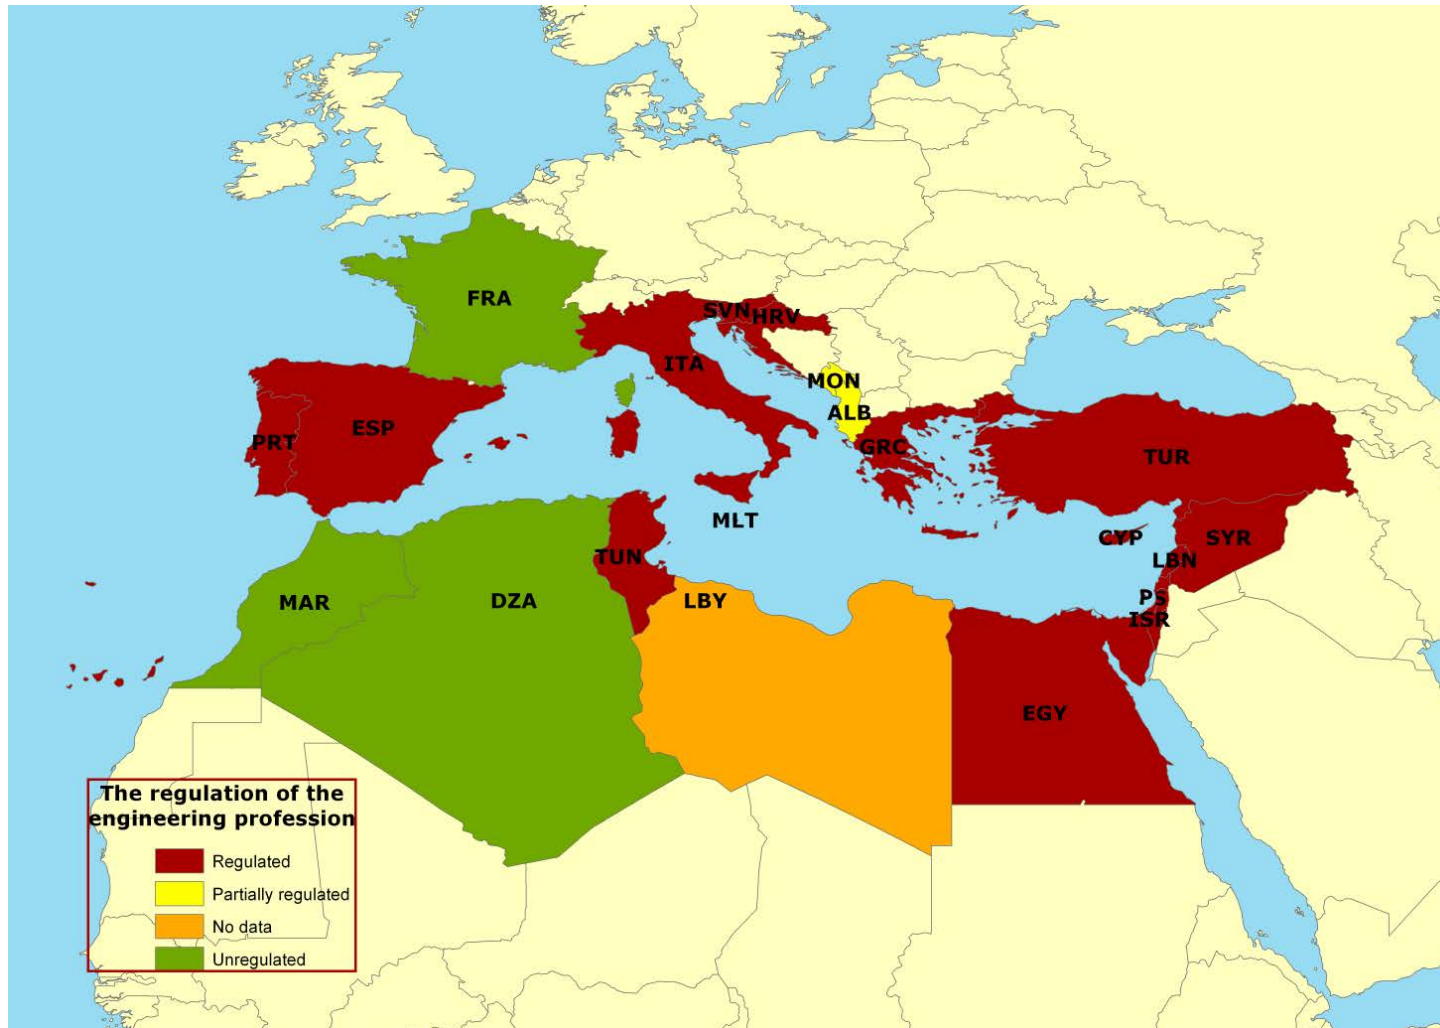 FRA
SVN
HRV
ITA
MON
ALB
PRT
ESP
GRC
TUR
MLT
CYP
SYR
TUN
LBN
MAR
DZA
LBY
PS
ISR
EGY
The regulation of the
engineering profession
Regulated
Partially regulated
No data
Unregulated